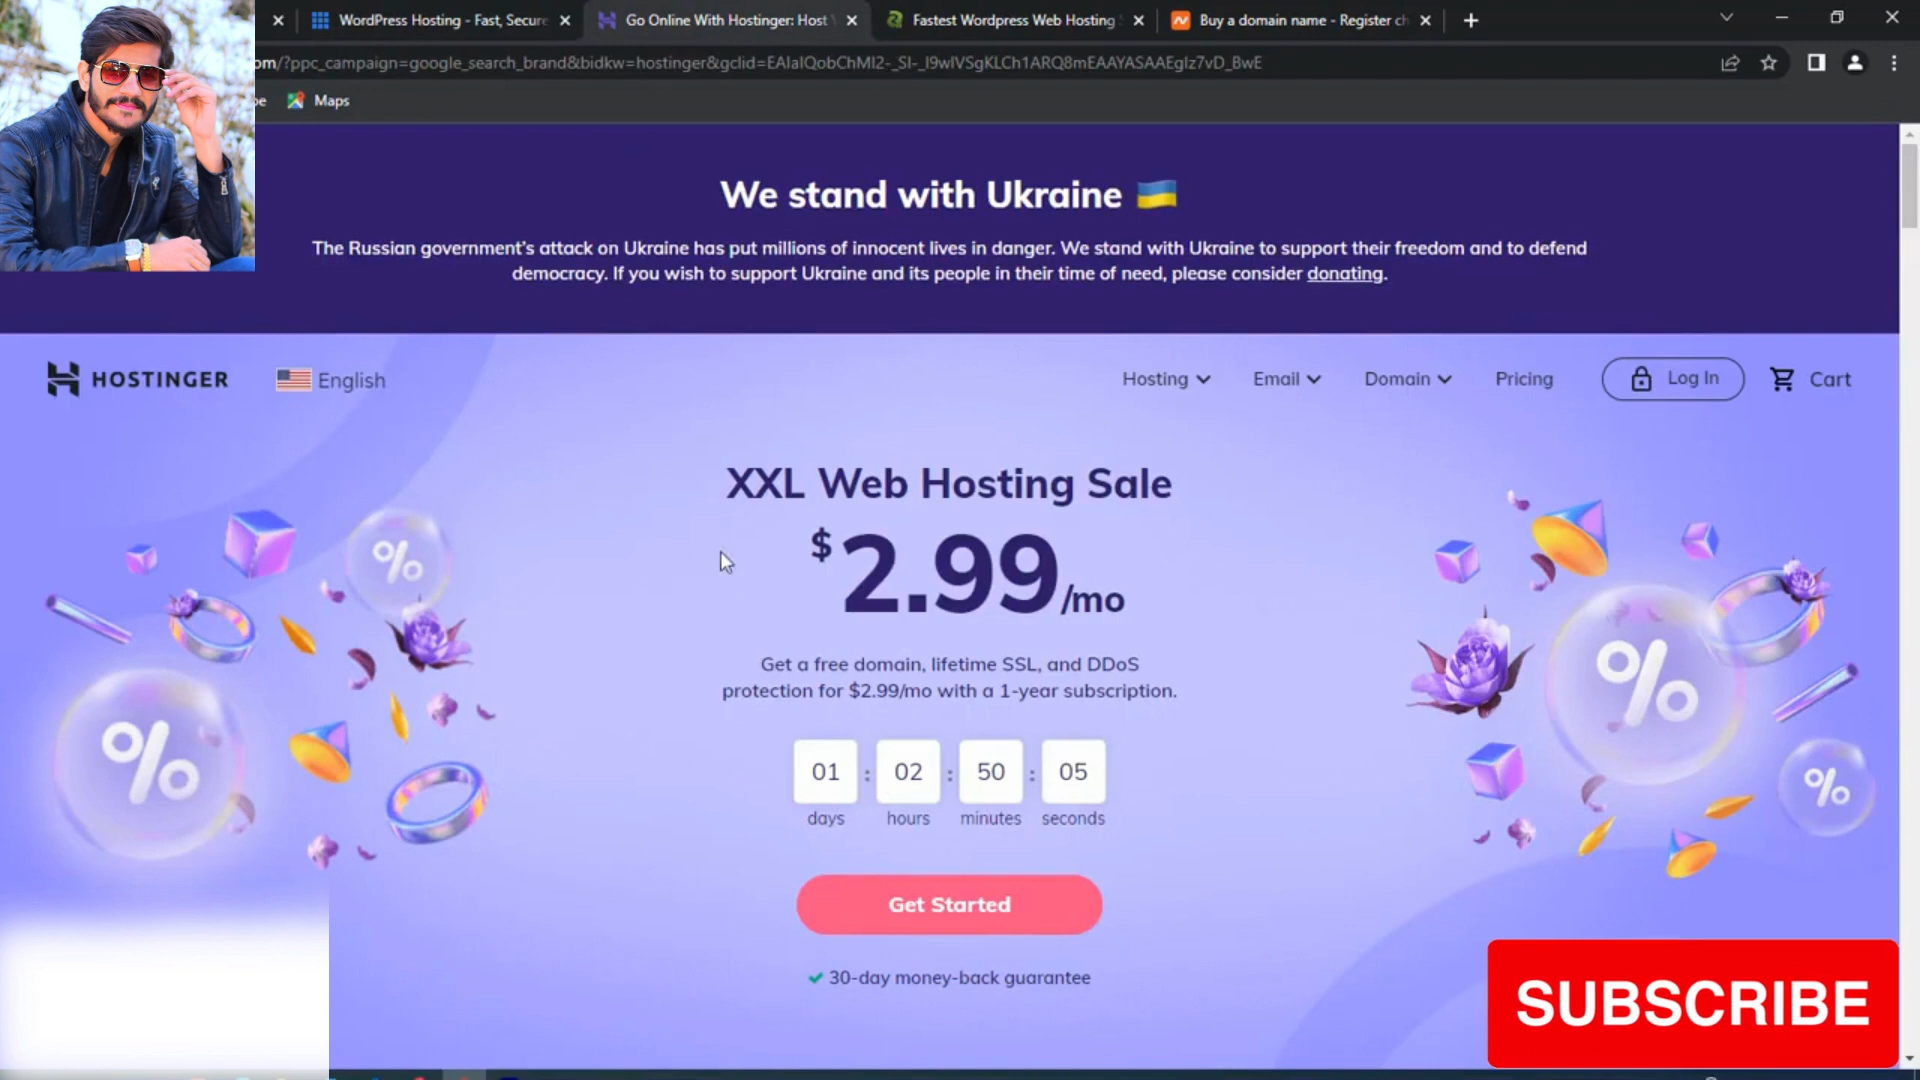 WordPress Hosting - Fast, Secure
Go Online With Hostinger: Host
Fastest Wordpress Web Hosting
Buy a domain name - Register ch
om/?ppc_campaign=google_search_brand&bidkw=hostinger&gclid=
be
Maps
We stand with Ukraine
The Russian government's attack on Ukraine has put millions of innocent lives in danger. We stand with Ukraine to support their freedom and to defend
democracy. If you wish to support Ukraine and its people in their time of need, please consider donating.
HOSTINGER
English
Hosting
Email
Domain
Pricing
Log In
Cart
XXL Web Hosting Sale
$2.99/mo
Get a free domain, lifetime SSL, and DDoS
protection for $2.99/mo with a 1-year subscription.
01 : 02 : 50 : 05
days hours minutes seconds
% % % %
%
Get Started
30-day money-back guarantee
SUBSCRIBE